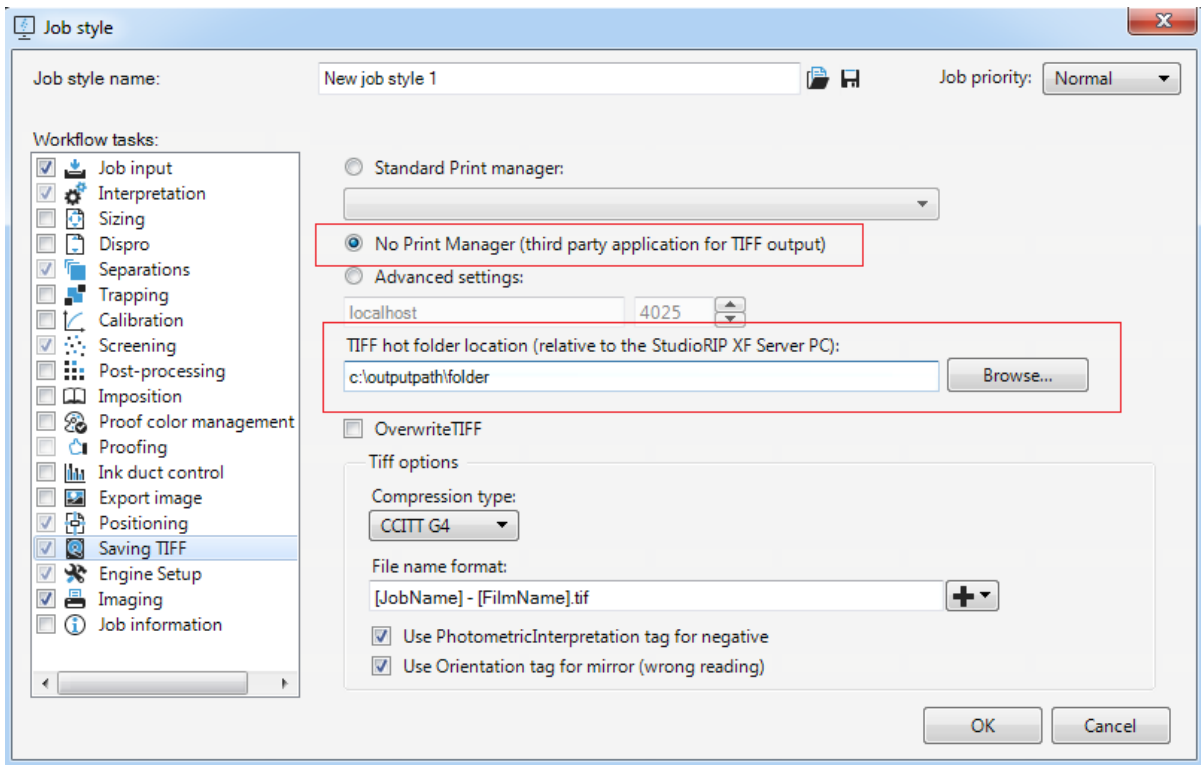 Job style
Job style name:
New job style 1
Job priority:
Normal
Workflow tasks:
Job input
Interpretation
Sizing
Dispro
Separations
Trapping
Calibration
Screening
Post-processing
Imposition
Proof color management
Proofing
Ink duct control
Export image
Positioning
Saving TIFF
Engine Setup
Imaging
Job information
Standard Print manager:
No Print Manager (third party application for TIFF output)
Advanced settings:
localhost
4025
TIFF hot folder location (relative to the StudioRIP XF Server PC):
c:\outputpath\folder
Browse...
OverwriteTIFF
Tiff options
Compression type:
CCITT G4
File name format:
[JobName] - [FilmName].tif
Use PhotometricInterpretation tag for negative
Use Orientation tag for mirror (wrong reading)
OK
Cancel